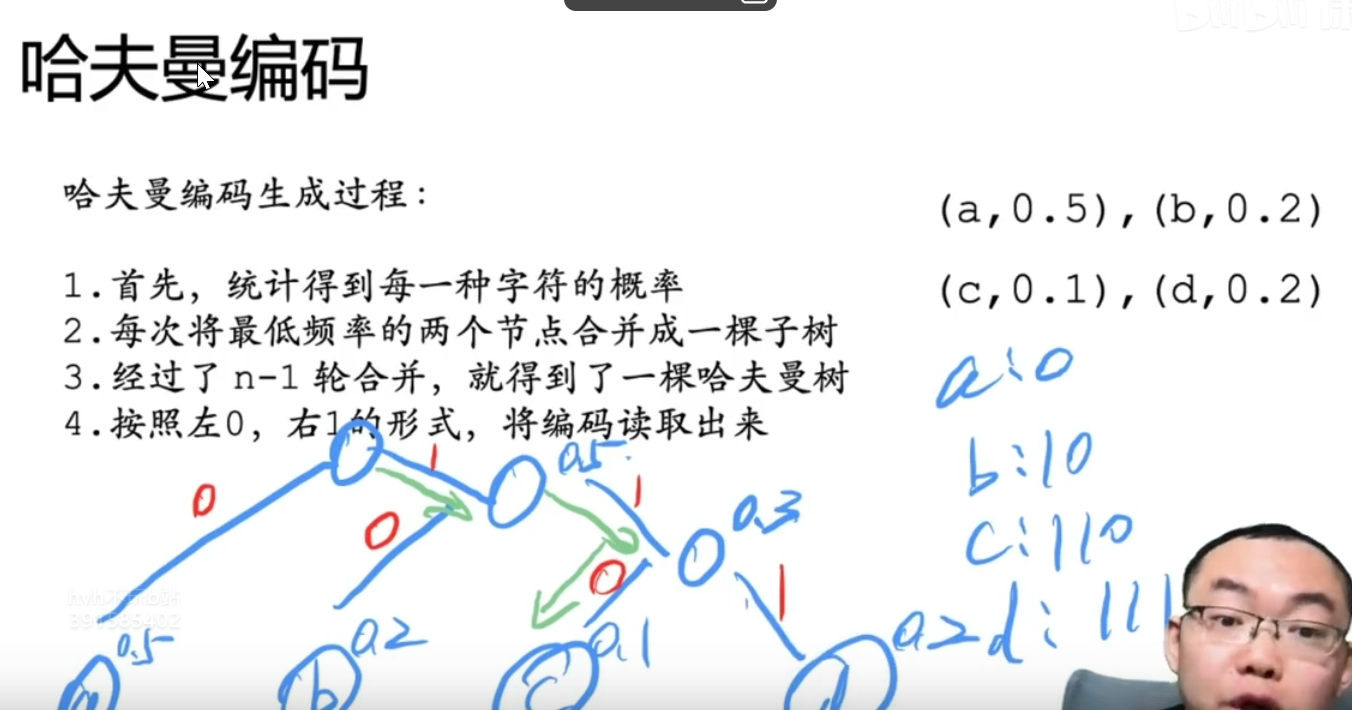 哈夫曼编码
哈夫曼编码生成过程:
(a,0.5),(b,0.2)
(c,0.1),(d,0.2)
1.首先，统计得到每一种字符的概率
2.每次将最低频率的两个节点合并成一棵子树
3.经过了 n-1 轮合并，就得到了一棵哈夫曼树
4.按照左0，右1的形式，将编码读取出来
a:0
b:10
c:110
d:111
1
0.5
0
0
1
0.3
0
1
391585402
0.5
0.2
0.1
0.2
a
b
c
d